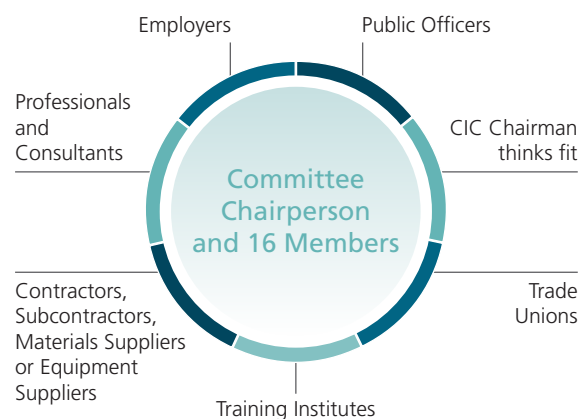 Employers
Public Officers
Professionals
and
Consultants
CIC Chairman
thinks fit
Committee
Chairperson
and 16 Members
Contractors,
Subcontractors,
Materials Suppliers
or Equipment
Suppliers
Trade
Unions
Training Institutes